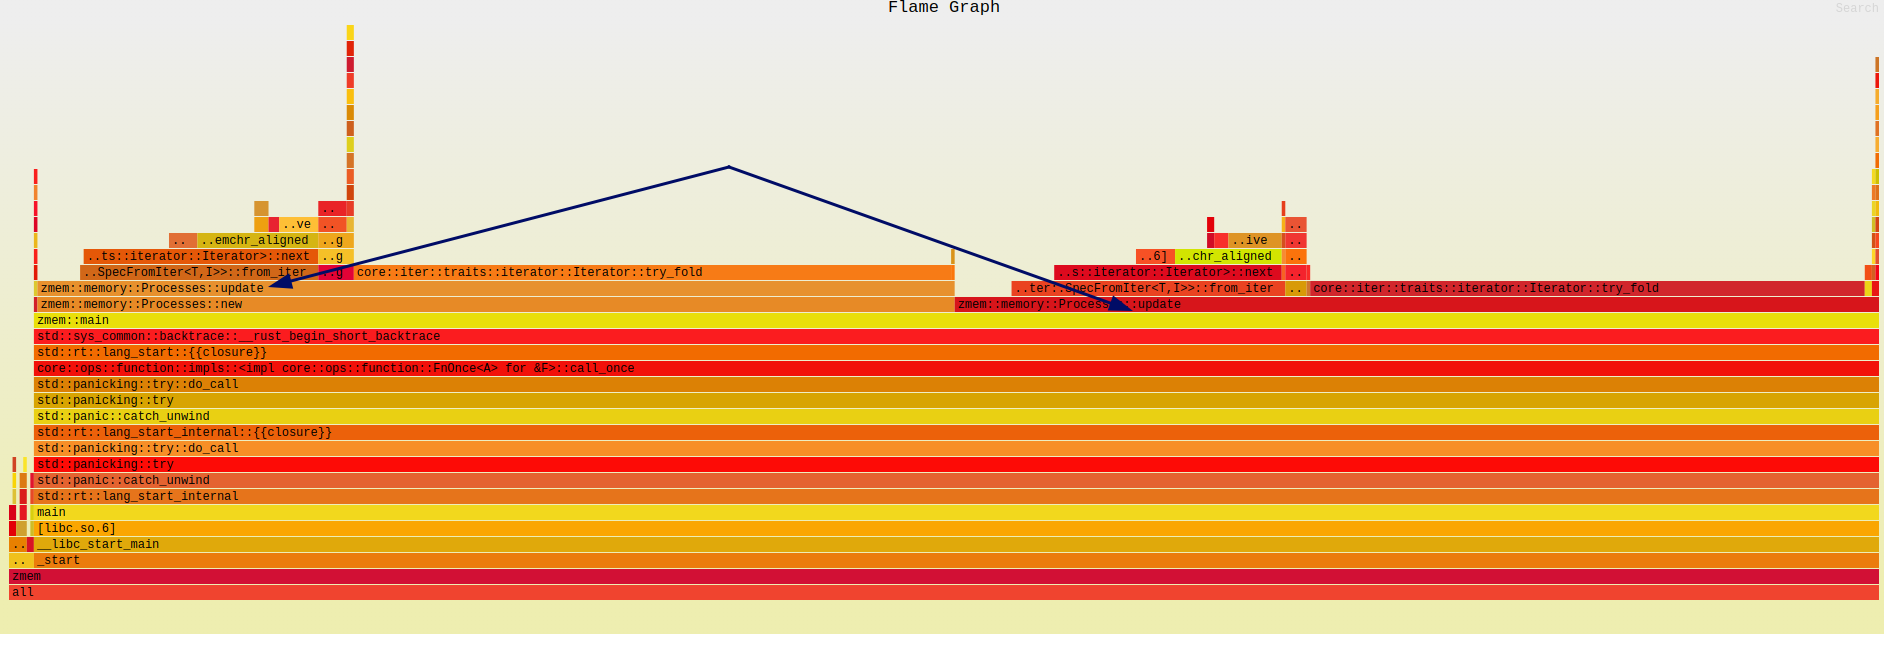 Flame Graph
Search
..
..ve
..
..
..
..emchr_aligned
..g
..ive
..
..ts::iterator::Iterator>::next
..g
..6]
..chr_aligned
..
..SpecFromIter<T,I>>::from_iter
..g
core::iter::traits::iterator::Iterator::try_fold
..s::iterator::Iterator>::next
..
zmem::memory::Processes::update
..ter::SpecFromIter<T,I>>::from_iter
..
core::iter::traits::iterator::Iterator::try_fold
zmem::memory::Processes::new
zmem::memory::Processes::update
zmem::main
std::sys_common::backtrace::__rust_begin_short_backtrace
std::rt::lang_start::{{closure}}
core::ops::function::impls::<impl core::ops::function::FnOnce<A> for &F>::call_once
std::panicking::try::do_call
std::panicking::try
std::panic::catch_unwind
std::rt::lang_start_internal::{{closure}}
std::panicking::try::do_call
std::panicking::try
std::panic::catch_unwind
std::rt::lang_start_internal
main
[libc.so.6]
..
__libc_start_main
..
_start
zmem
all